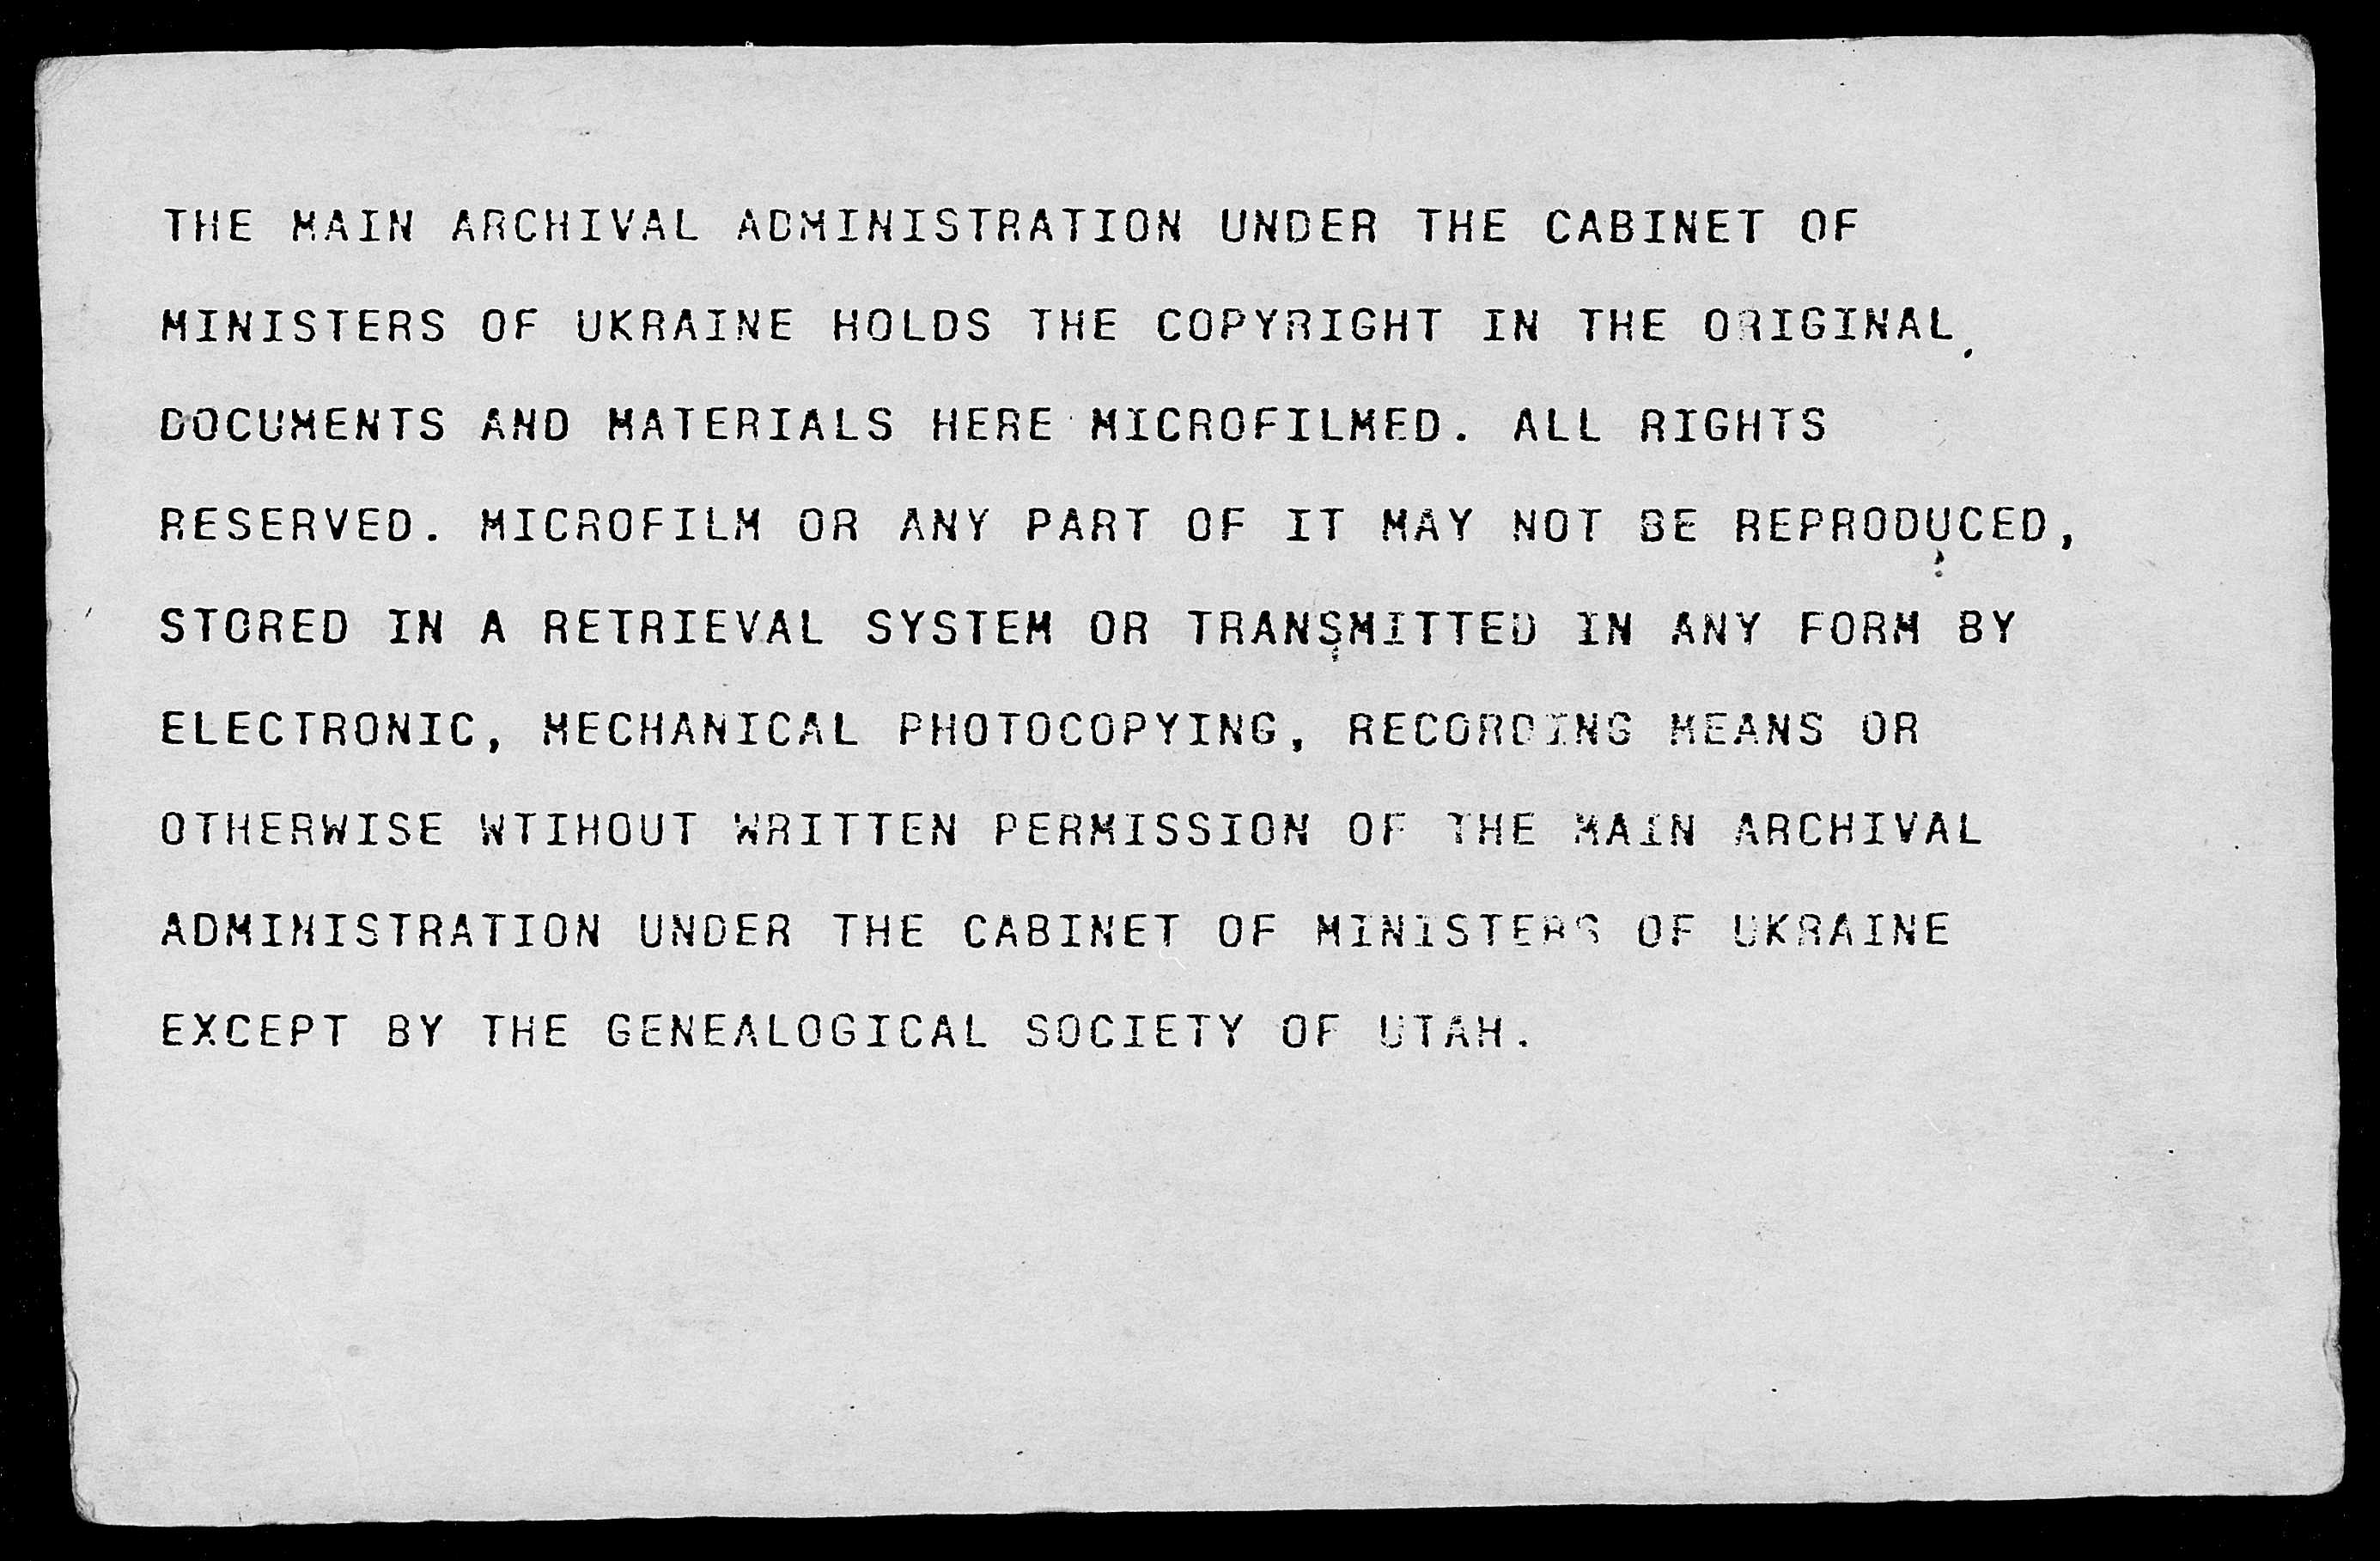 THE MAIN ARCHIVAL ADMINISTRATION UNDER THE CABINET OF
MINISTERS OF UKRAINE HOLDS THE COPYRIGHT IN THE ORIGINAL,
DOCUMENTS AND MATERIALS HERE MICROFILMED. ALL RIGHTS
RESERVED. MICROFILM OR ANY PART OF IT MAY NOT BE REPRODUCED,
STORED IN A RETRIEVAL SYSTEM OR TRANSMITTED IN ANY FORM BY
ELECTRONIC, MECHANICAL PHOTOCOPYING, RECORDING MEANS OR
OTHERWISE WTIHOUT WRITTEN PERMISSION OF THE MAIN ARCHIVAL
ADMINISTRATION UNDER THE CABINET OF MINISTERS OF UKRAINE
EXCEPT BY THE GENEALOGICAL SOCIETY OF UTAH.